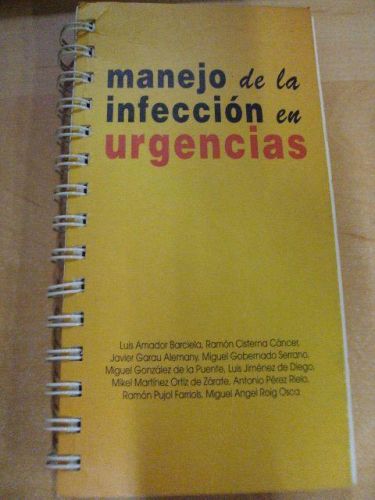 manejo de la
infección en
urgencias
Luis Amador Barciela, Ramón Cisterna Cáncer,
Javier Garau Alemany, Miguel Gobernado Serrano,
Miguel González de la Puente, Luis Jiménez de Diego,
Mikel Martínez Ortiz de Zárate, Antonio Pérez Rielo,
Ramón Pujol Farriols, Miguel Angel Roig Osca